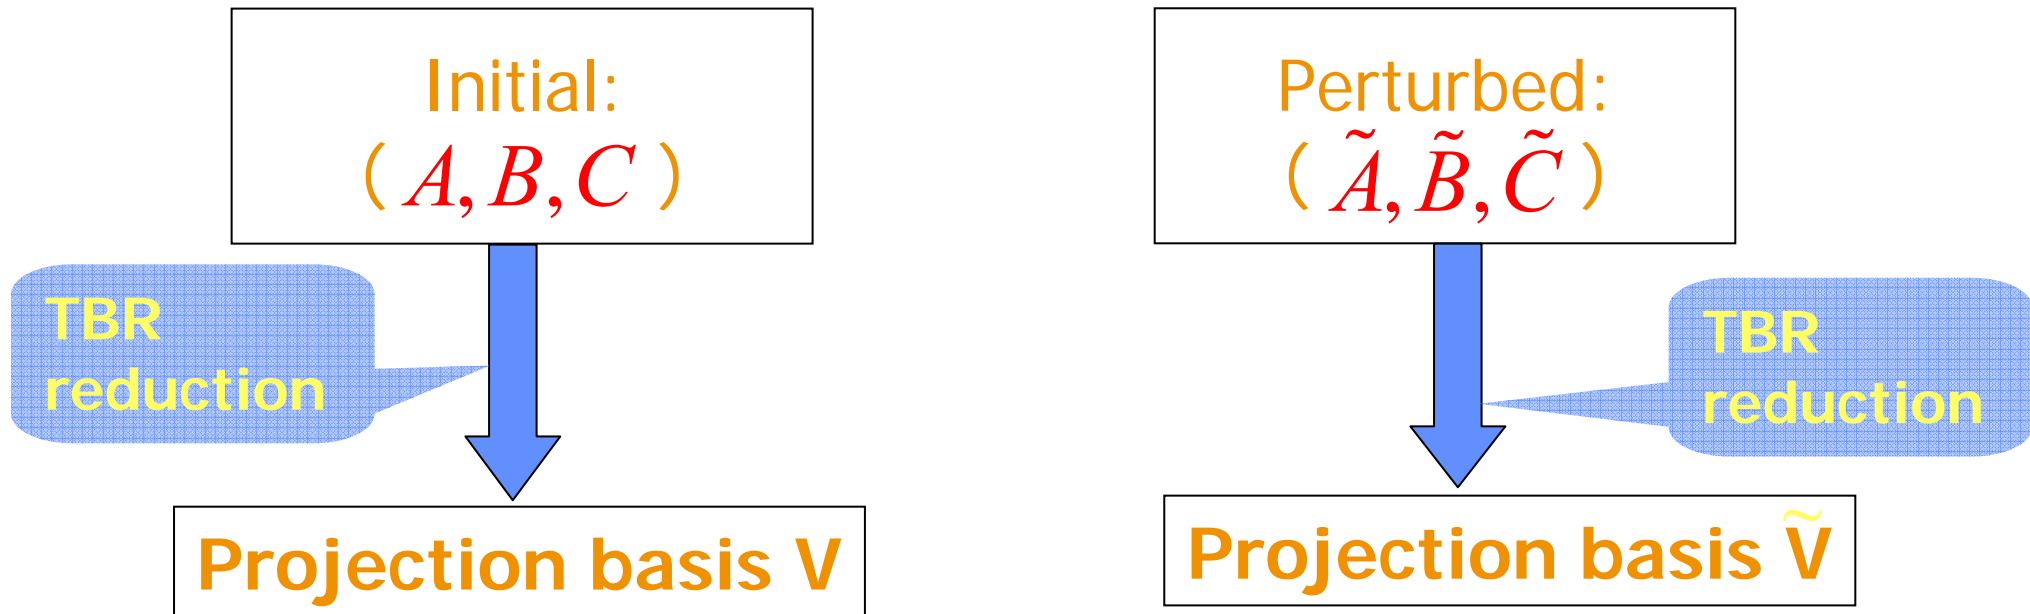 Initial:
( A, B, C )
TBR
reduction
Projection basis V
Perturbed:
( Ã, B̃, C̃ )
TBR
reduction
Projection basis Ṽ